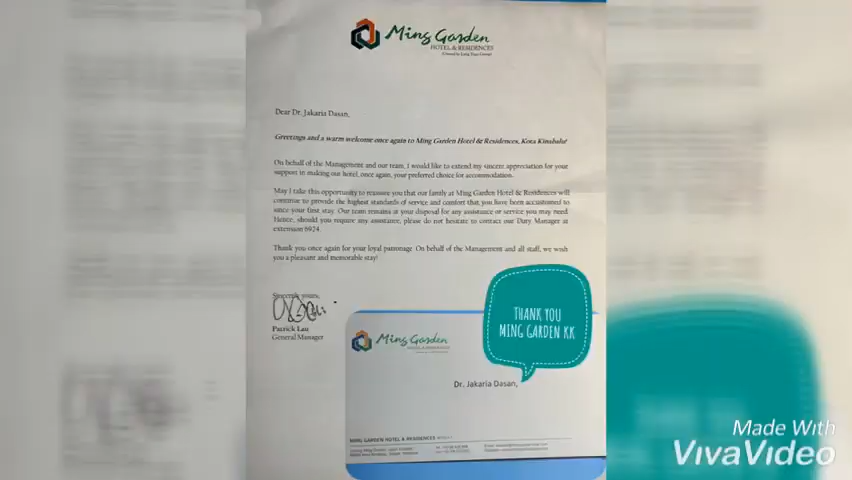 Ming Garden
HOTEL & RESIDENCES
Dear Dr. Jakaria Dasan,
Greetings and a warm welcome once again to Ming Garden Hotel & Residences, Kota Kinabalu!
On behalf of the Management and our team, I would like to extend my sincere appreciation for your
support in making our hotel, once again, your preferred choice for accommodation.
May I take this opportunity to reassure you that our family at Ming Garden Hotel & Residences will
continue to provide the highest standards of service and comfort that you have been accustomed to
since your first stay. Our team remains at your disposal for any assistance or service you may need.
Hence, should you require any assistance, please do not hesitate to contact our Duty Manager at
extension 6924.
Thank you once again for your loyal patronage. On behalf of the Management and all staff, we wish
you a pleasant and memorable stay!
Sincerely yours,
Patrick Lau
General Manager
THANK YOU
MING GARDEN KK
Ming Garden
HOTEL & RESIDENCES
Dr. Jakaria Dasan,
MING GARDEN HOTEL & RESIDENCES
Made With
VivaVideo